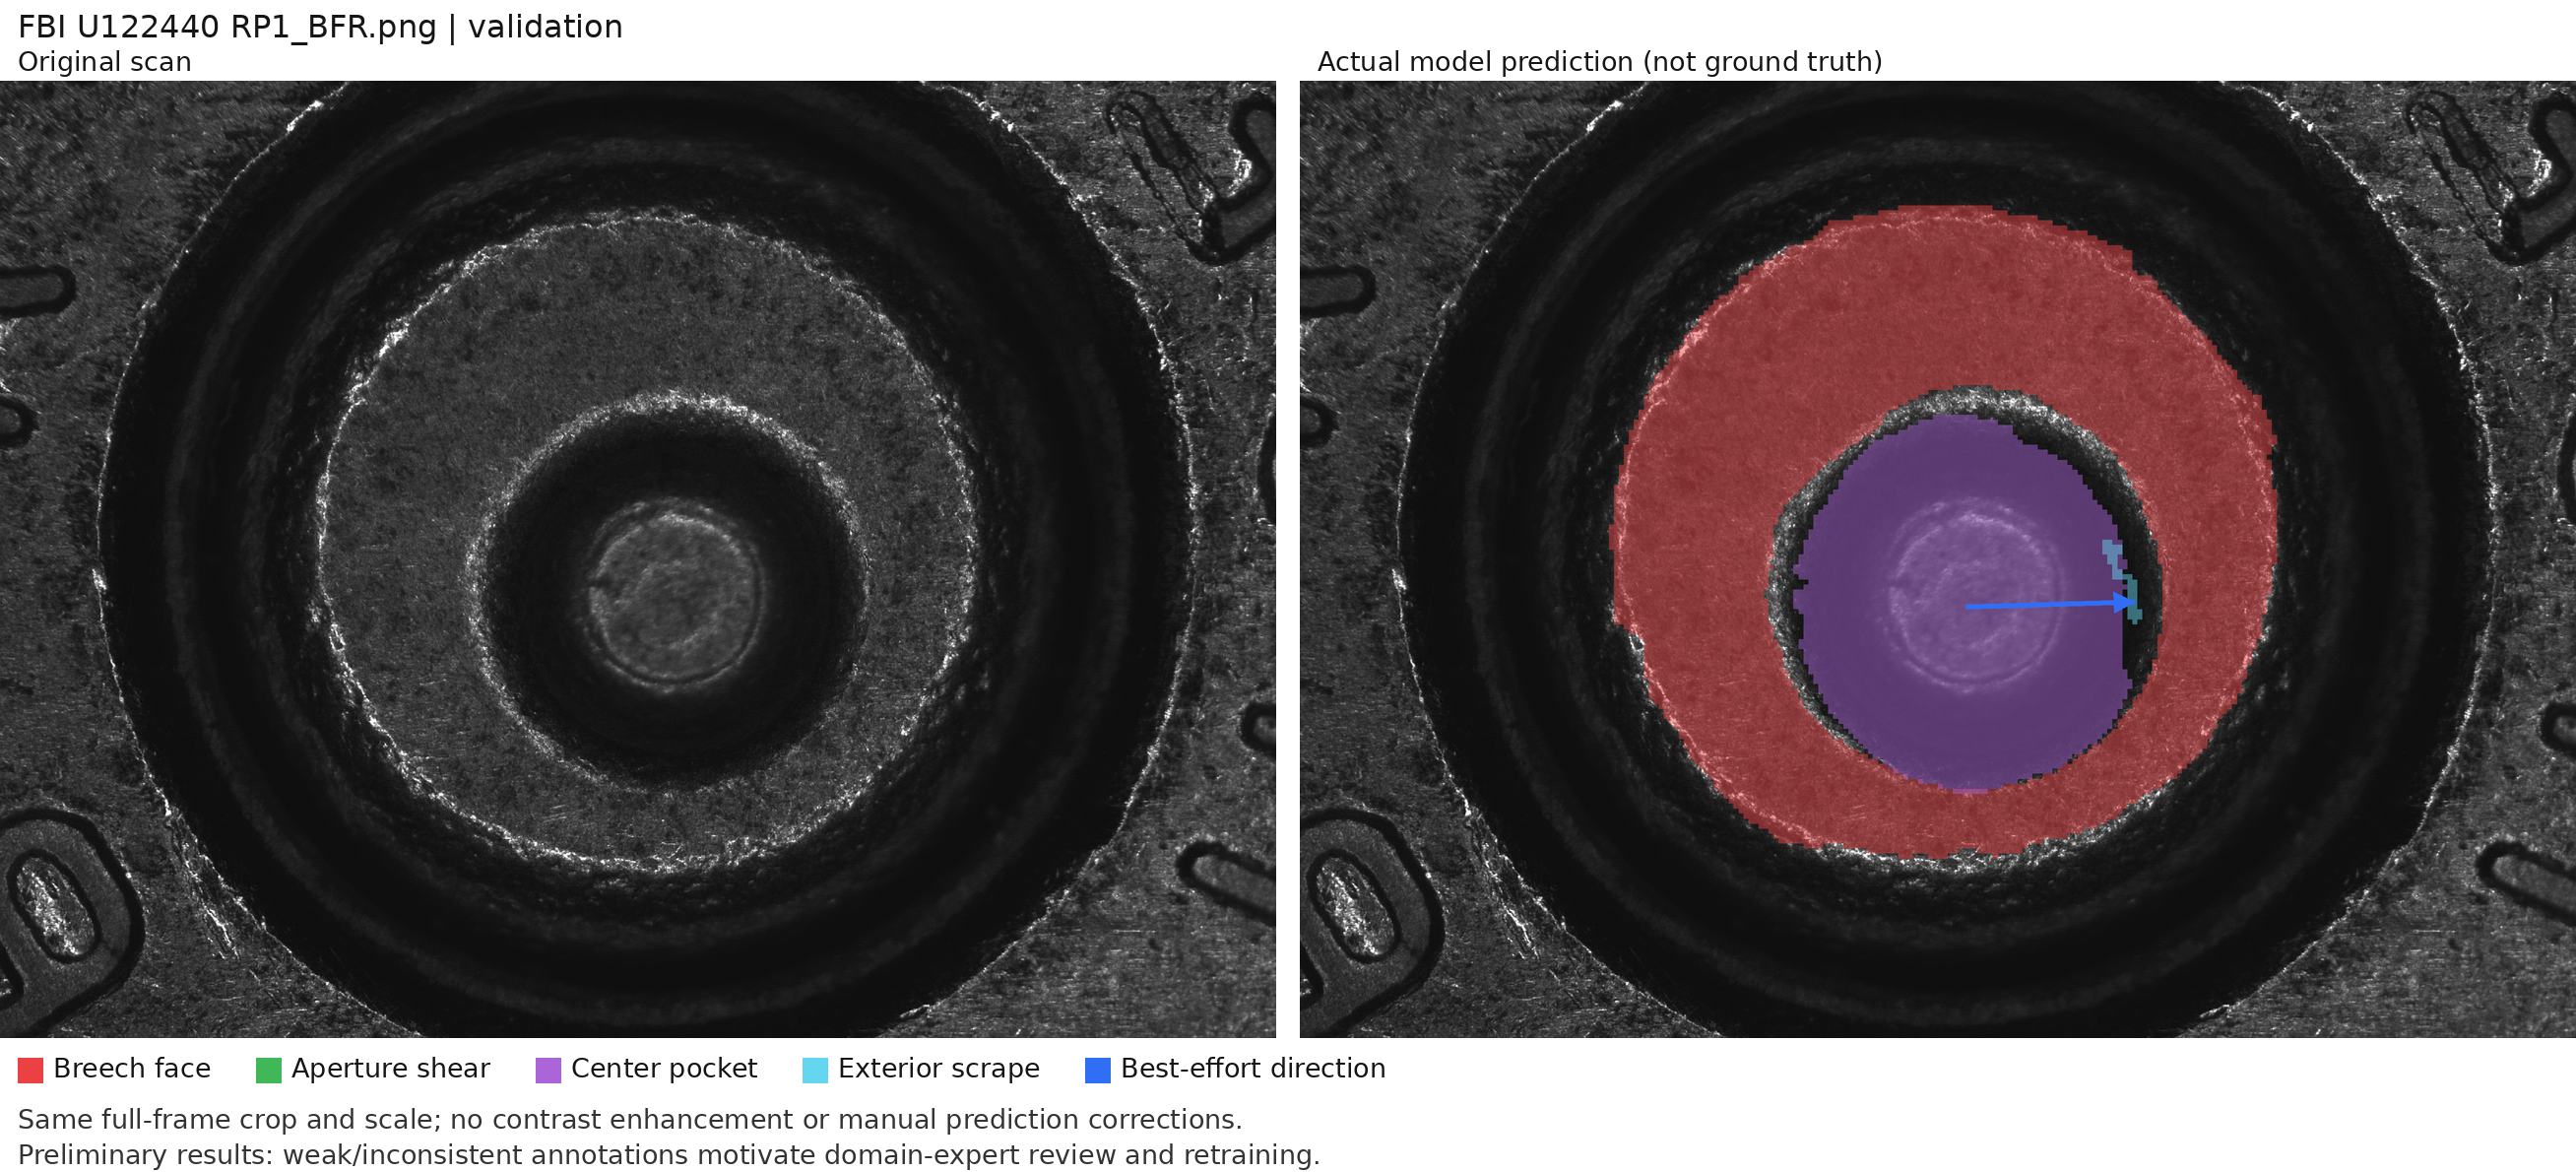 FBI U122440 RP1_BFR.png | validation
Original scan
Actual model prediction (not ground truth)
Breech face
Aperture shear
Center pocket
Exterior scrape
Best-effort direction
Same full-frame crop and scale; no contrast enhancement or manual prediction corrections.
Preliminary results: weak/inconsistent annotations motivate domain-expert review and retraining.